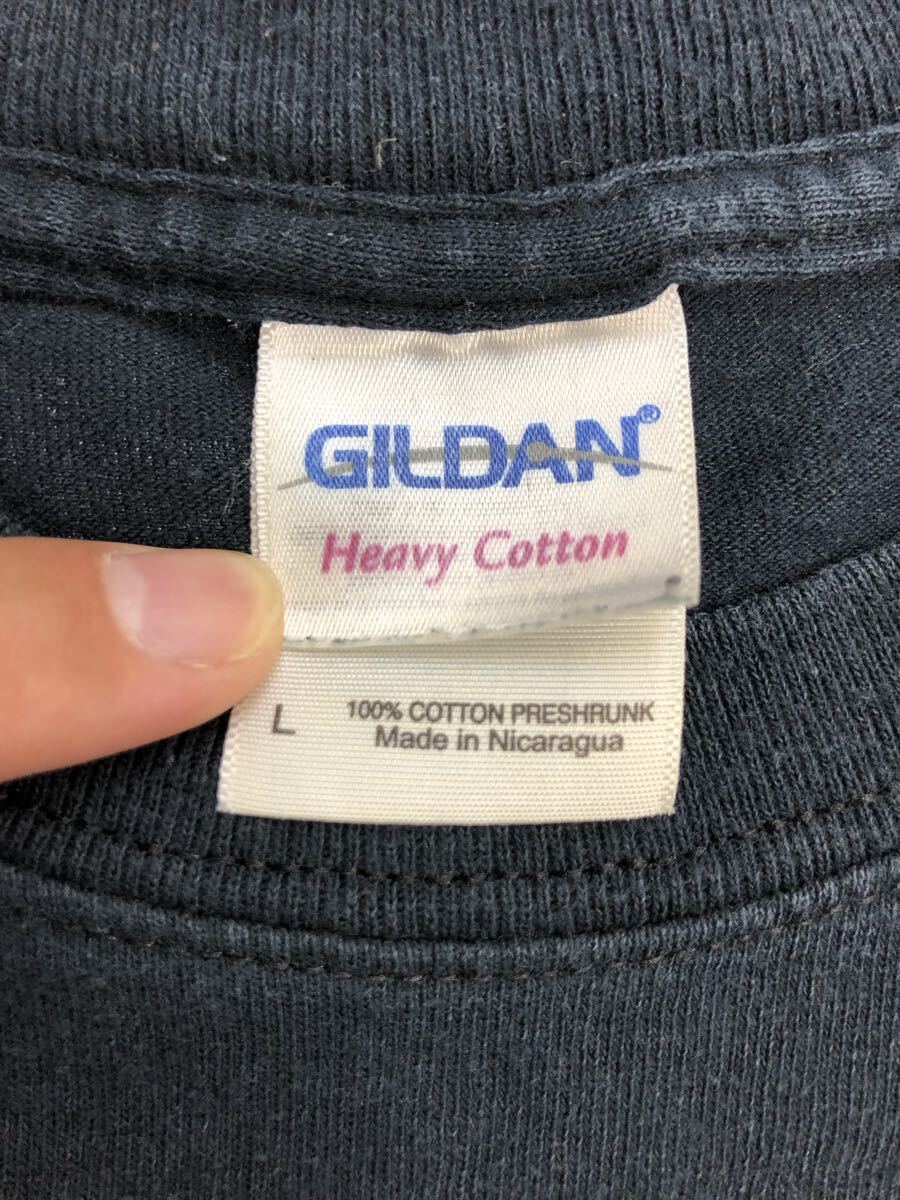 GILDAN®
Heavy Cotton
L
100% COTTON PRESHRUNK
Made in Nicaragua